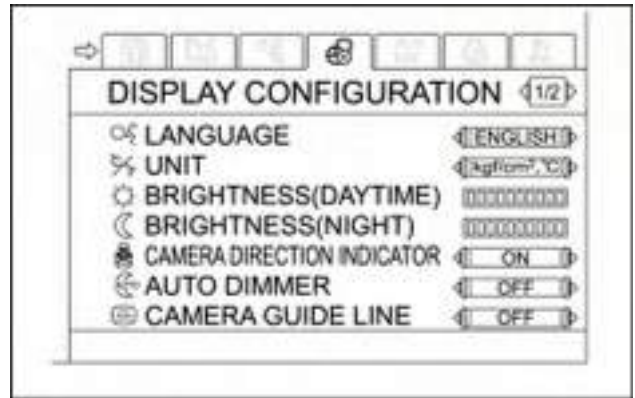 DISPLAY CONFIGURATION 1/2
LANGUAGE ENGLISH
UNIT kgf/cm², °C
BRIGHTNESS(DAYTIME)
BRIGHTNESS(NIGHT)
CAMERA DIRECTION INDICATOR ON
AUTO DIMMER OFF
CAMERA GUIDE LINE OFF